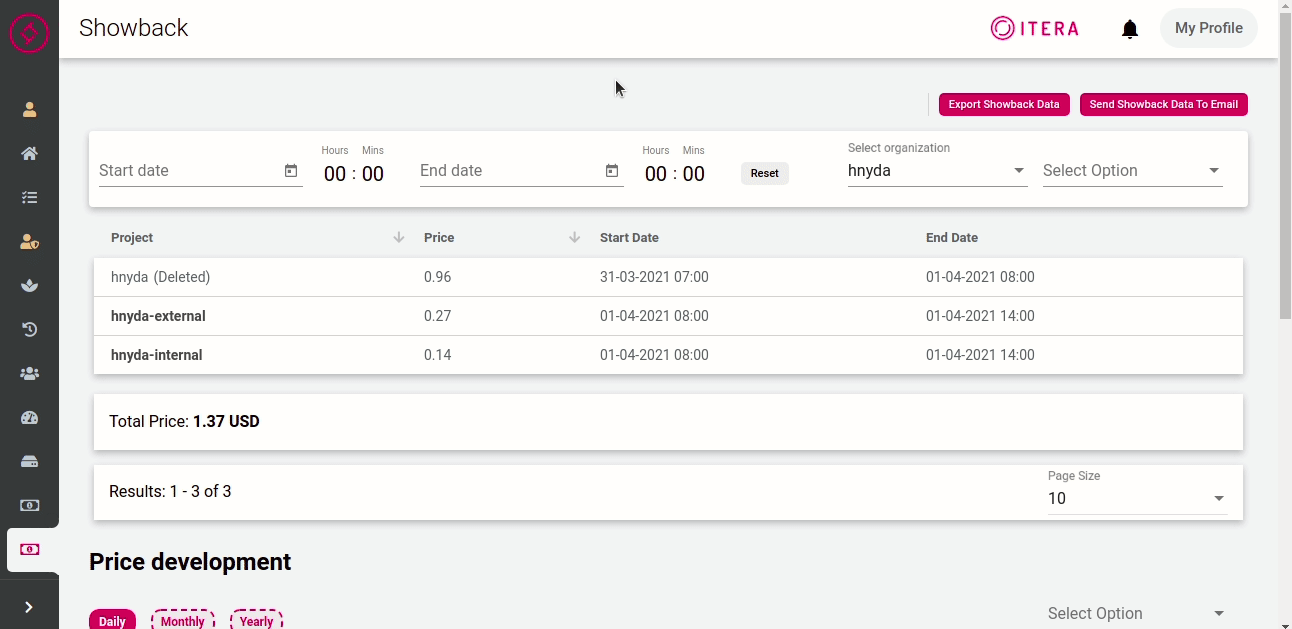 Showback
ITERA
My Profile
Export Showback Data
Send Showback Data To Email
Hours Mins
Hours Mins
Select organization
Start date
00 : 00
End date
00 : 00
Reset
hnyda
Select Option
Project Price Start Date End Date
hnyda (Deleted) 0.96 31-03-2021 07:00 01-04-2021 08:00
hnyda-external 0.27 01-04-2021 08:00 01-04-2021 14:00
hnyda-internal 0.14 01-04-2021 08:00 01-04-2021 14:00
Total Price: 1.37 USD
Results: 1 - 3 of 3
Page Size
10
Price development
Daily Monthly Yearly
Select Option